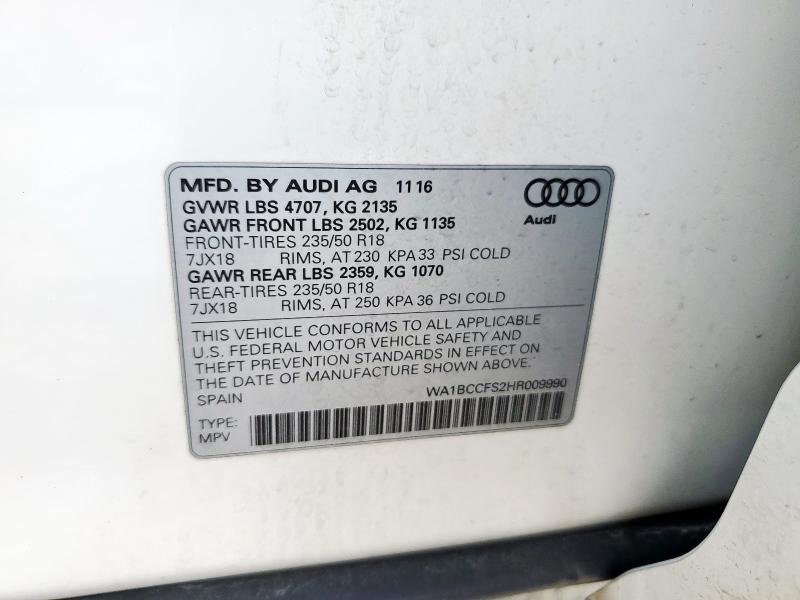 MFD. BY AUDI AG 11 16
GVWR LBS 4707, KG 2135
GAWR FRONT LBS 2502, KG 1135
FRONT-TIRES 235/50 R18
7JX18 RIMS, AT 230 KPA 33 PSI COLD
GAWR REAR LBS 2359, KG 1070
REAR-TIRES 235/50 R18
7JX18 RIMS, AT 250 KPA 36 PSI COLD
Audi
THIS VEHICLE CONFORMS TO ALL APPLICABLE
U.S. FEDERAL MOTOR VEHICLE SAFETY AND
THEFT PREVENTION STANDARDS IN EFFECT ON
THE DATE OF MANUFACTURE SHOWN ABOVE.
SPAIN WA1BCCFS2HR009990
TYPE:
MPV